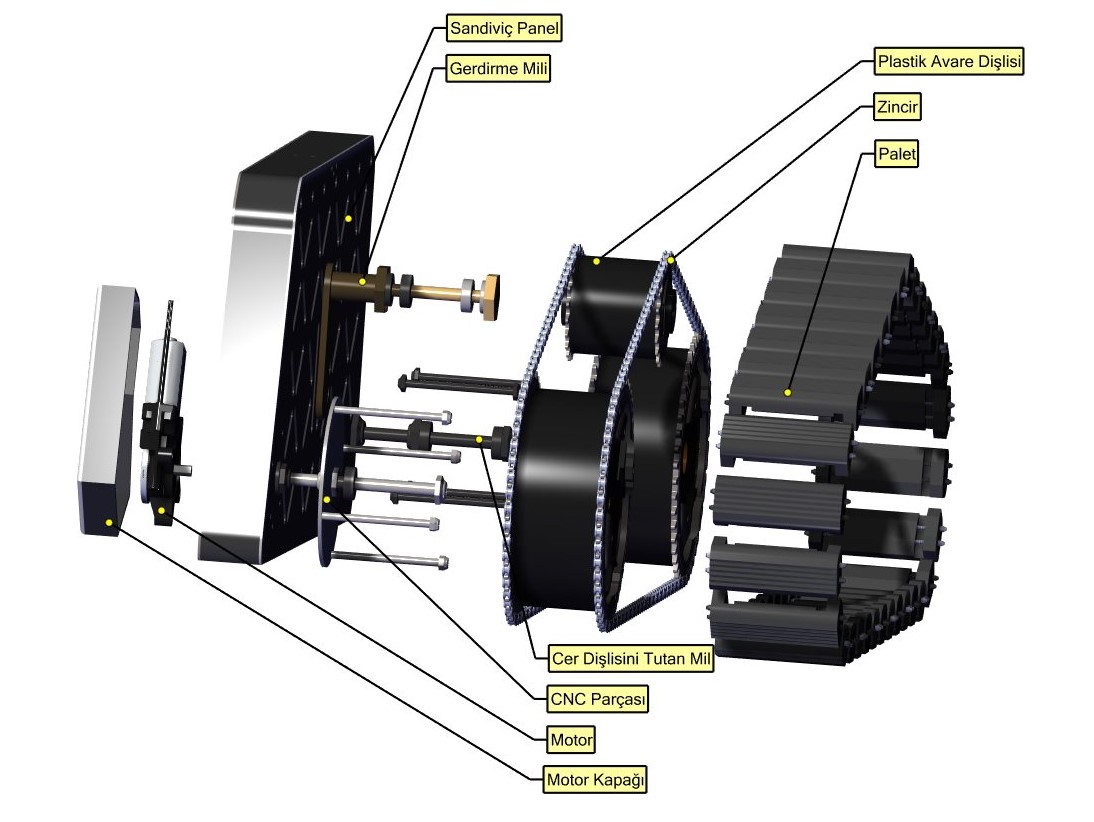 Sandiviç Panel
Gerdirme Mili
Plastik Avare Dişlisi
Zincir
Palet
Cer Dişlisini Tutan Mil
CNC Parçası
Motor
Motor Kapağı